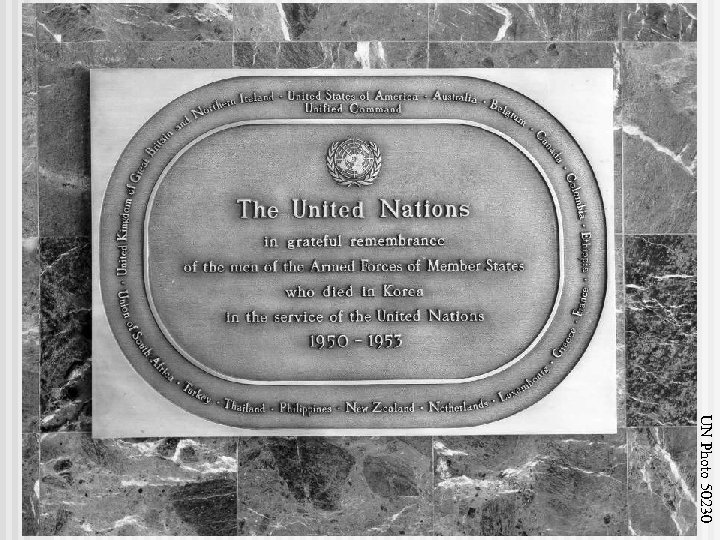 United States of America · Australia · Belgium · Canada · Colombia · Ethiopia · France · Greece · Luxembourg · Netherlands · New Zealand · Philippines · Thailand · Turkey · Union of South Africa · United Kingdom of Great Britain and Northern Ireland ·
Unified Command
The United Nations
in grateful remembrance
of the men of the Armed Forces of Member States
who died in Korea
in the service of the United Nations
1950 – 1953
UN Photo 50230